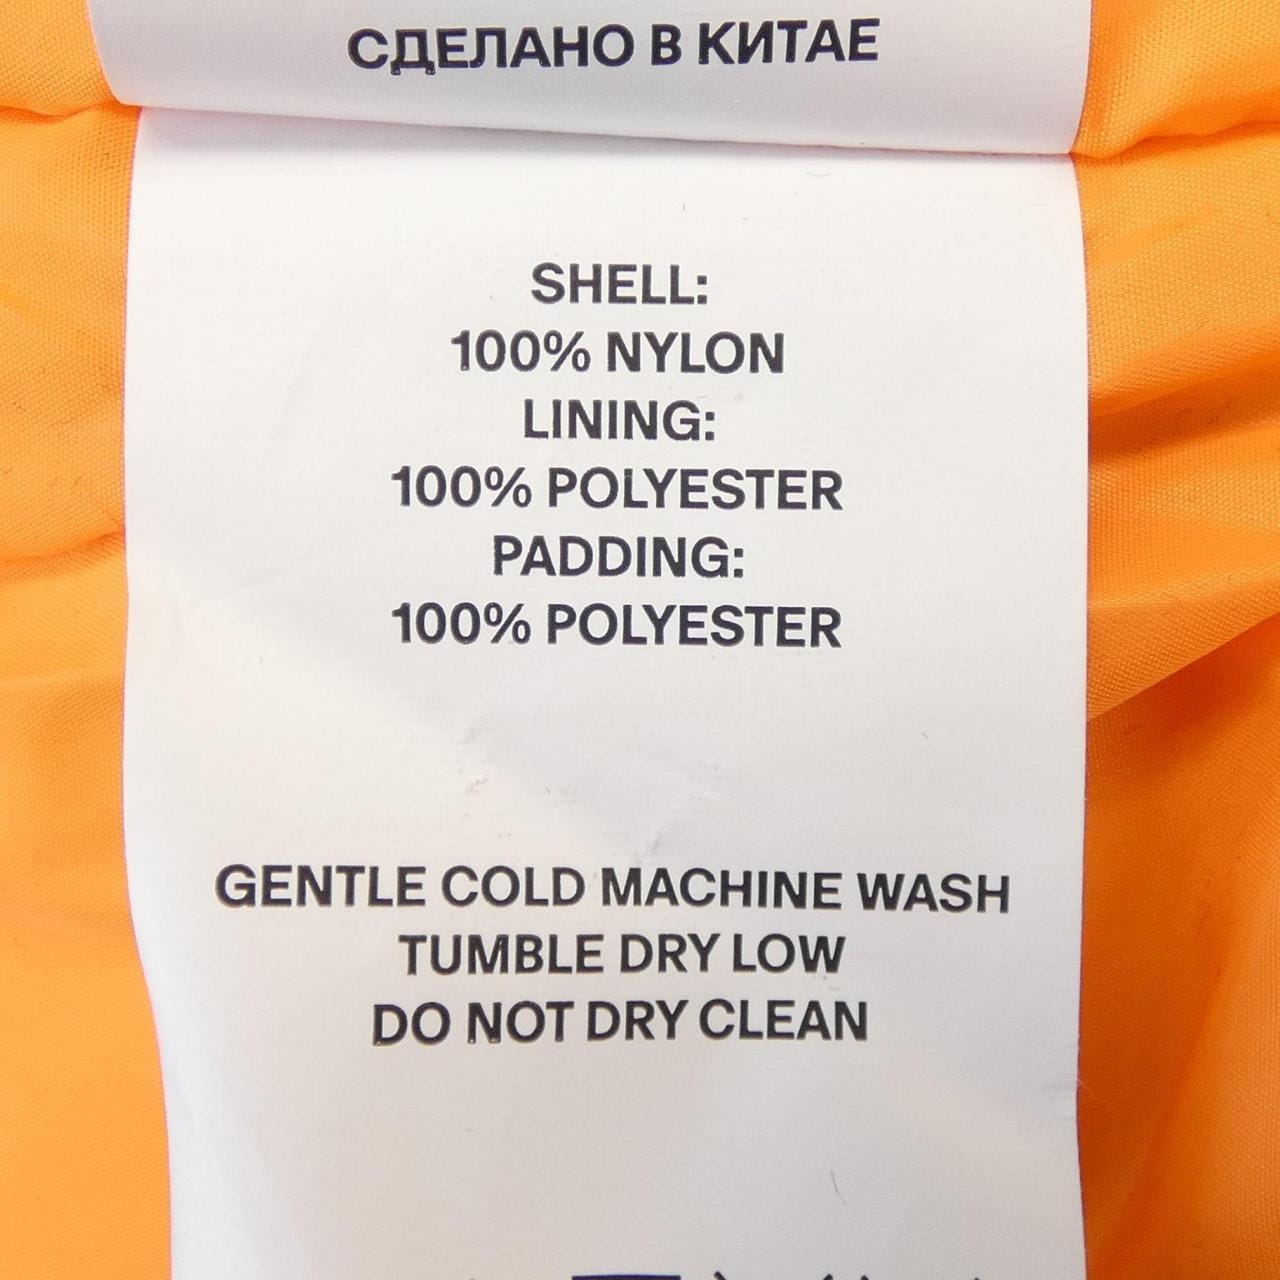 СДЕЛАНО В КИТАЕ
SHELL:
100% NYLON
LINING:
100% POLYESTER
PADDING:
100% POLYESTER
GENTLE COLD MACHINE WASH
TUMBLE DRY LOW
DO NOT DRY CLEAN